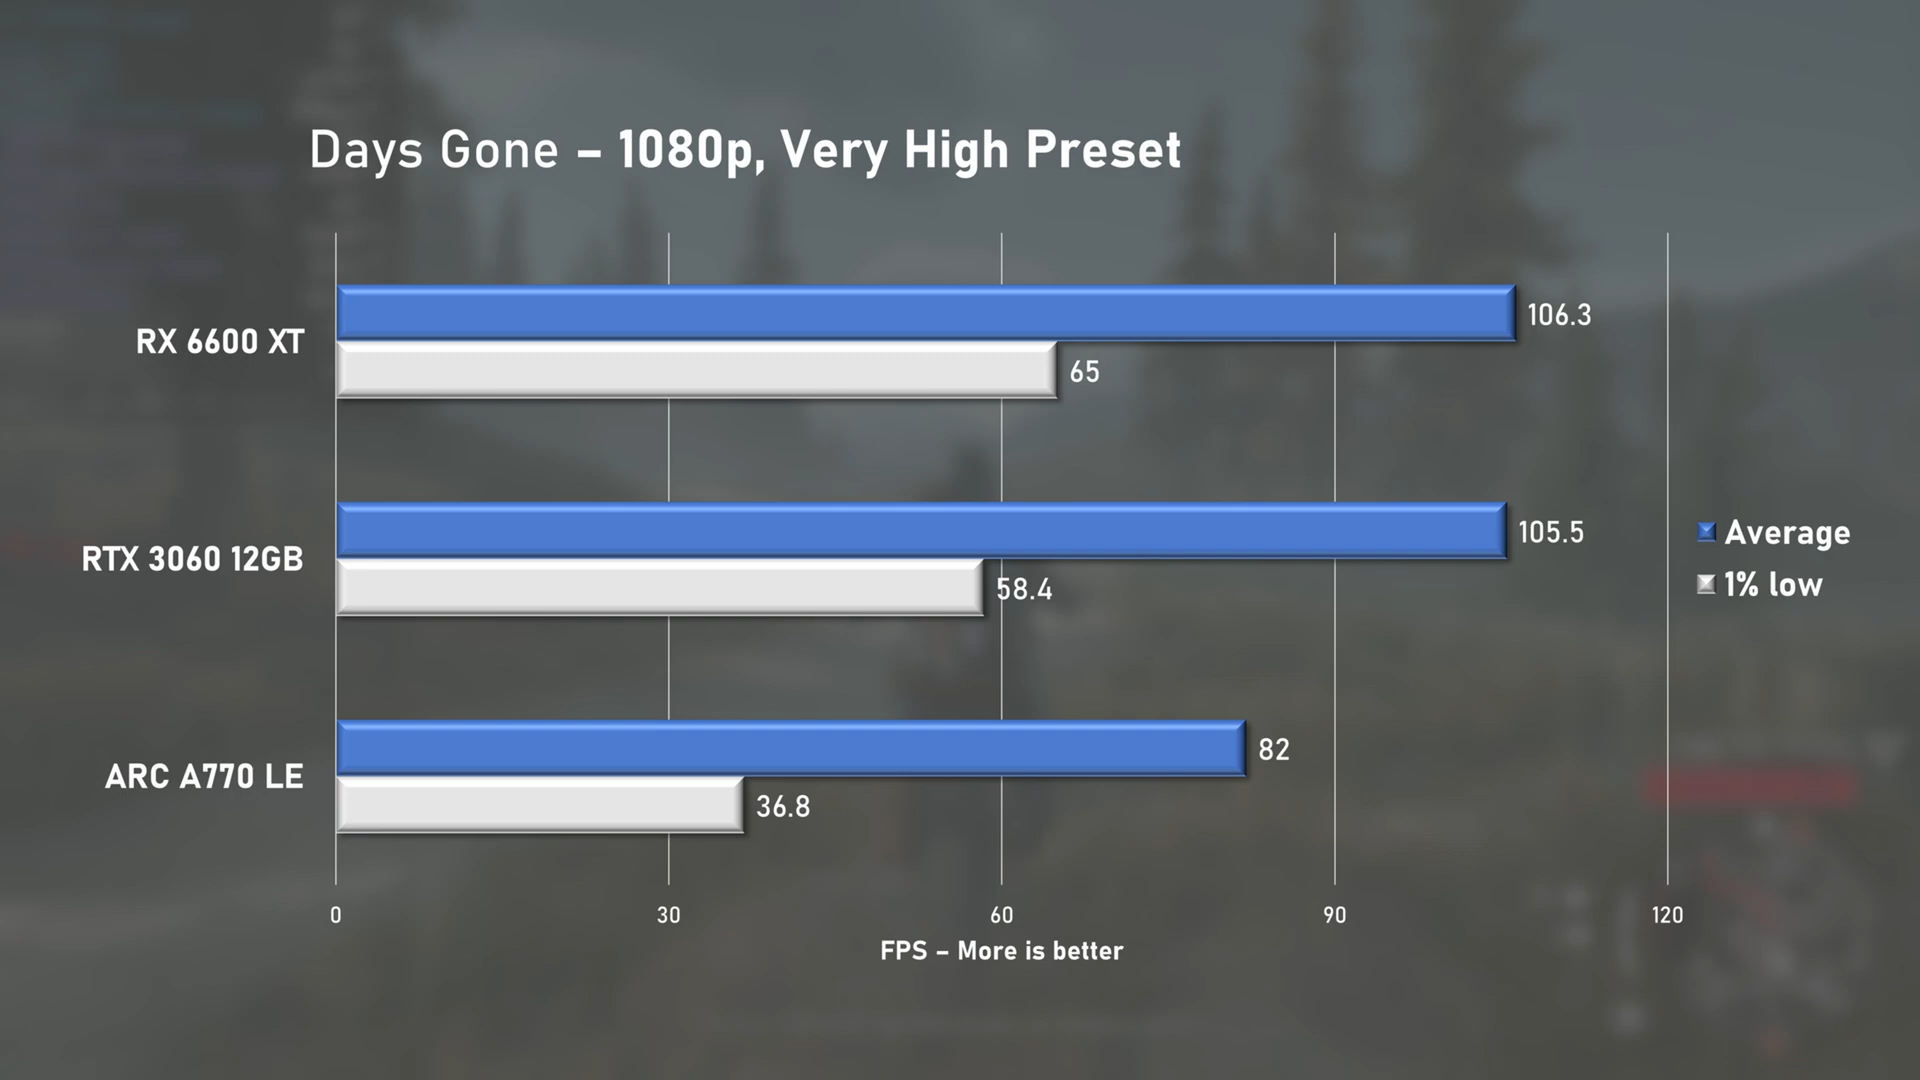 Days Gone – 1080p, Very High Preset
RX 6600 XT
106.3
65
RTX 3060 12GB
105.5
58.4
ARC A770 LE
82
36.8
Average
1% low
0 30 60 90 120
FPS – More is better